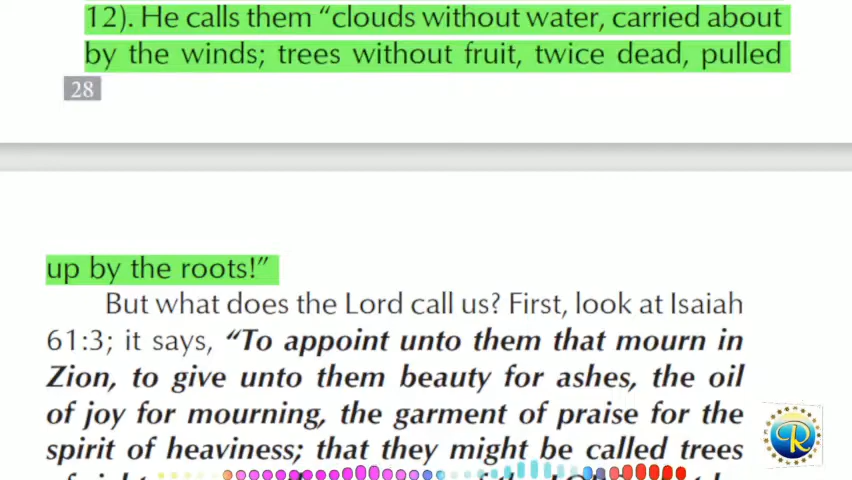 12). He calls them “clouds without water, carried about
by the winds; trees without fruit, twice dead, pulled
28
up by the roots!”
But what does the Lord call us? First, look at Isaiah
61:3; it says, “To appoint unto them that mourn in
Zion, to give unto them beauty for ashes, the oil
of joy for mourning, the garment of praise for the
spirit of heaviness; that they might be called trees
R